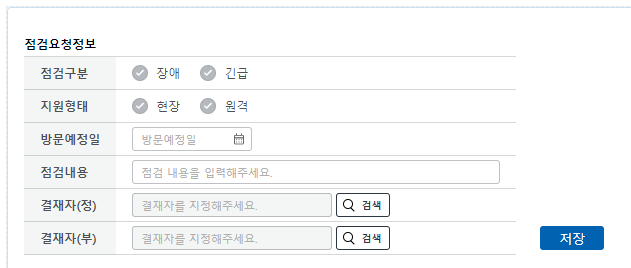 점검요청정보
점검구분 장애 긴급
지원형태 현장 원격
방문예정일 방문예정일
점검내용 점검 내용을 입력해주세요.
결재자(정) 결재자를 지정해주세요. 검색
결재자(부) 결재자를 지정해주세요. 검색 저장